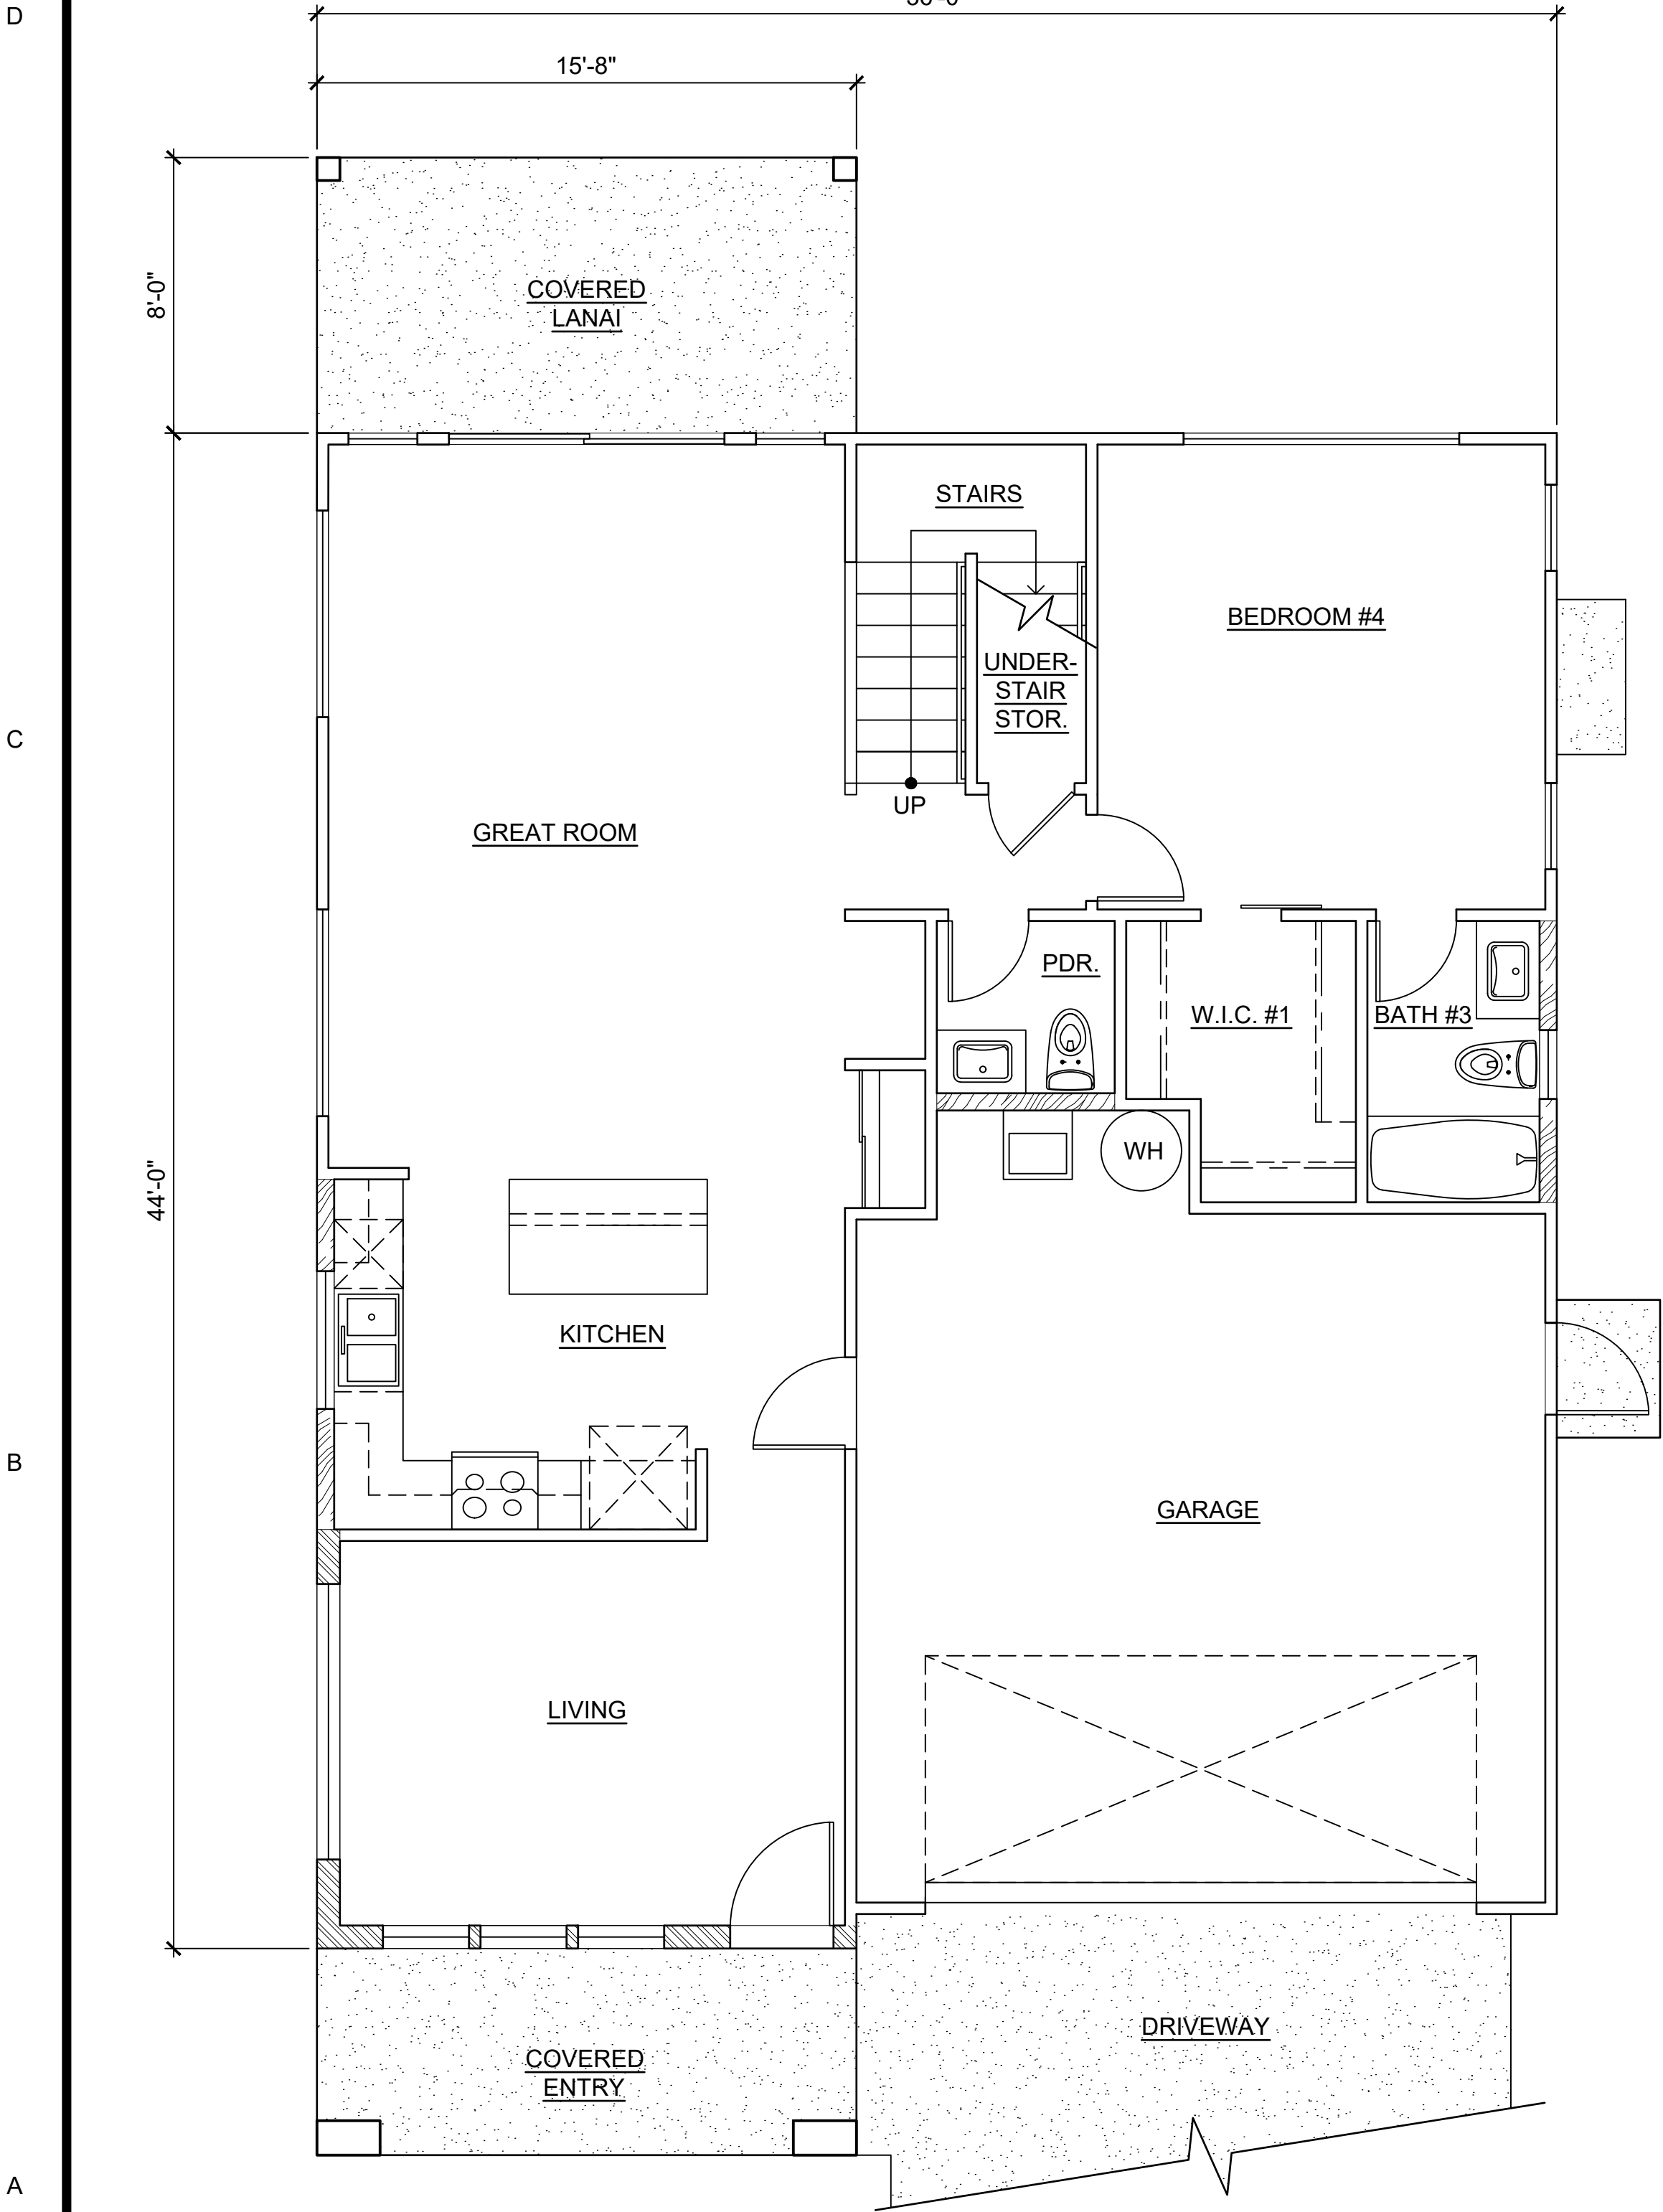 D
15'-8"
8'-0"
COVERED
LANAI
STAIRS
BEDROOM #4
UNDER-
STAIR
STOR.
C
UP
GREAT ROOM
PDR.
W.I.C. #1
BATH #3
WH
44'-0"
KITCHEN
B
GARAGE
LIVING
DRIVEWAY
COVERED
ENTRY
A